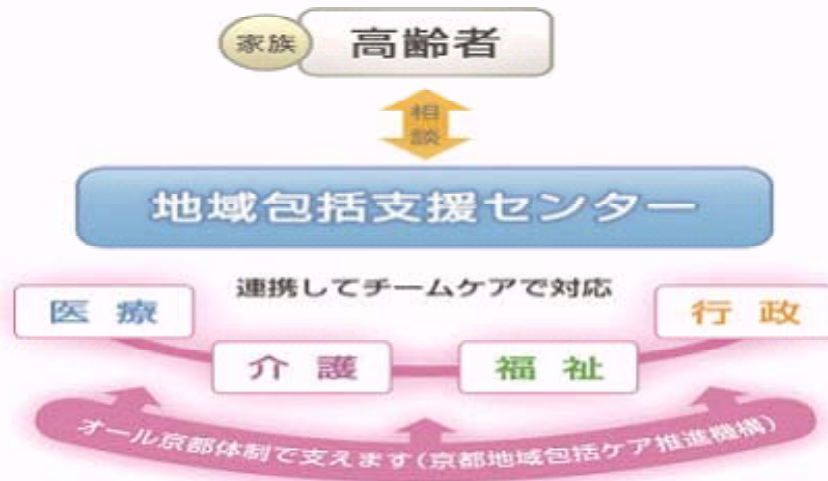 家族
高齢者
相談
地域包括支援センター
連携してチームケアで対応
医療
行政
介護
福祉
オール京都体制で支えます(京都地域包括ケア推進機構)